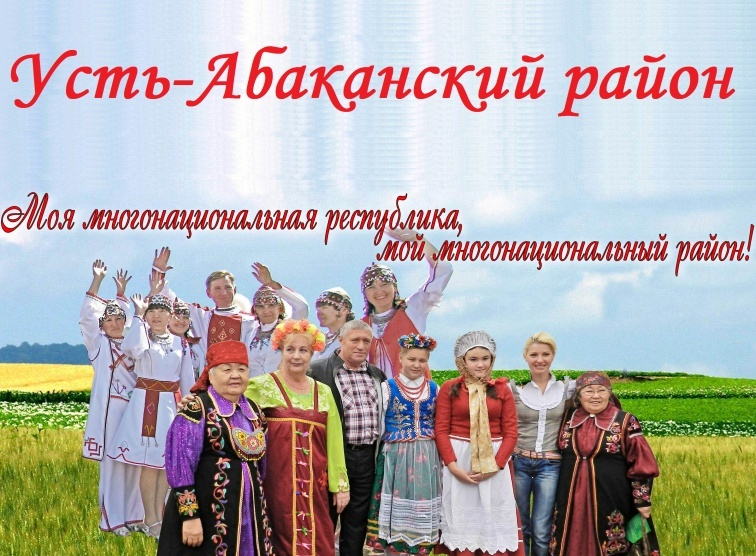 Усть-Абаканский район
Моя многонациональная республика,
мой многонациональный район!